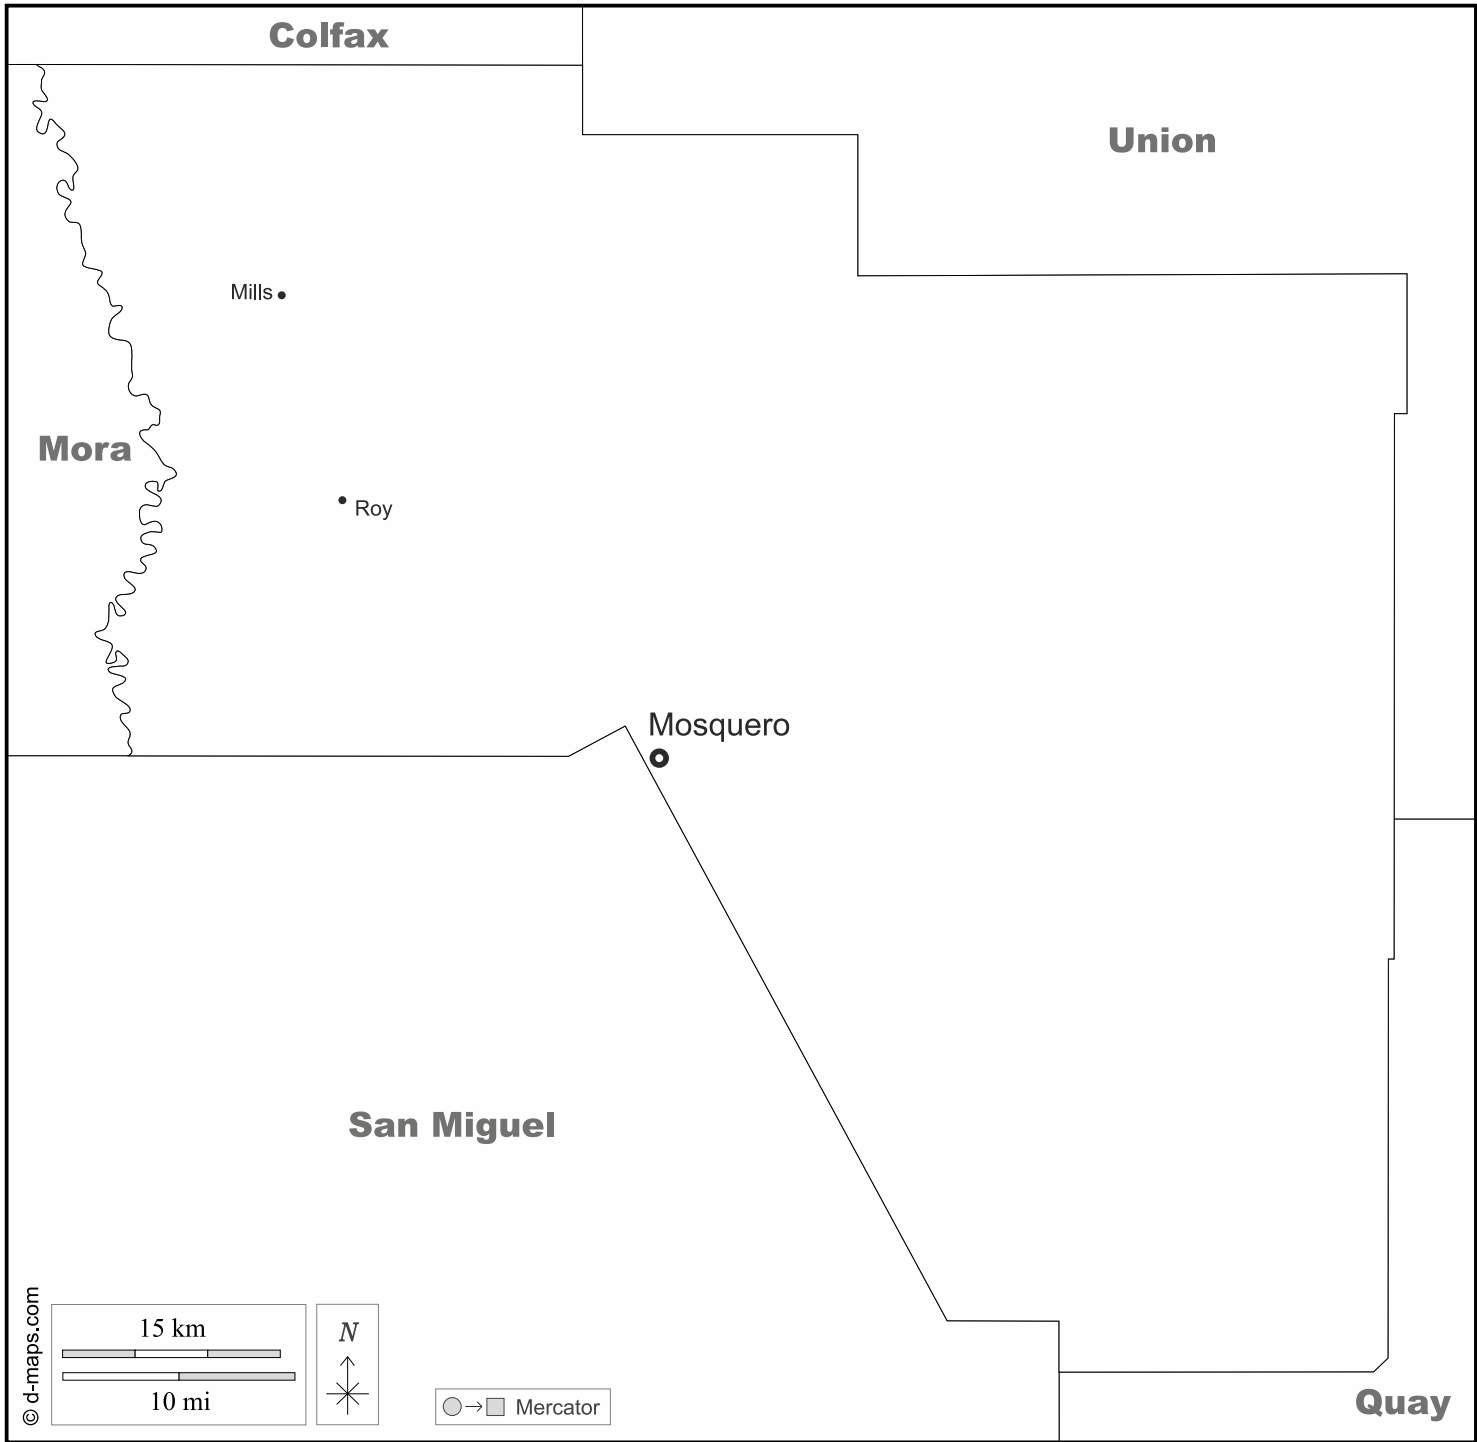 Colfax
Union
Mills
Mora
Roy
Mosquero
San Miguel
© d-maps.com
15 km
10 mi
N
Mercator
Quay